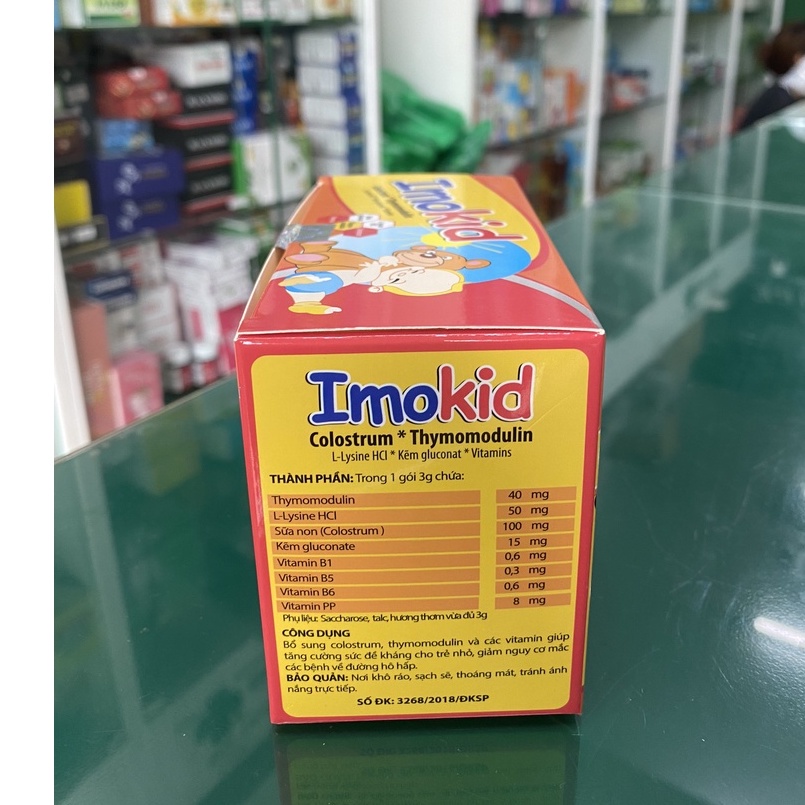 Imokid
Imokid
Colostrum * Thymomodulin
L-Lysine HCl * Kẽm gluconat * Vitamins
THÀNH PHẦN: Trong 1 gói 3g chứa:
Thymomodulin 40 mg
L-Lysine HCl 50 mg
Sữa non (Colostrum ) 100 mg
Kẽm gluconate 15 mg
Vitamin B1 0,6 mg
Vitamin B5 0,3 mg
Vitamin B6 0,6 mg
Vitamin PP 8 mg
Phụ liệu: Saccharose, talc, hương thơm vừa đủ 3g
CÔNG DỤNG
Bổ sung colostrum, thymomodulin và các vitamin giúp
tăng cường sức đề kháng cho trẻ nhỏ, giảm nguy cơ mắc
các bệnh về đường hô hấp.
BẢO QUẢN: Nơi khô ráo, sạch sẽ, thoáng mát, tránh ánh
nắng trực tiếp.
SỐ ĐK: 3268/2018/ĐKSP